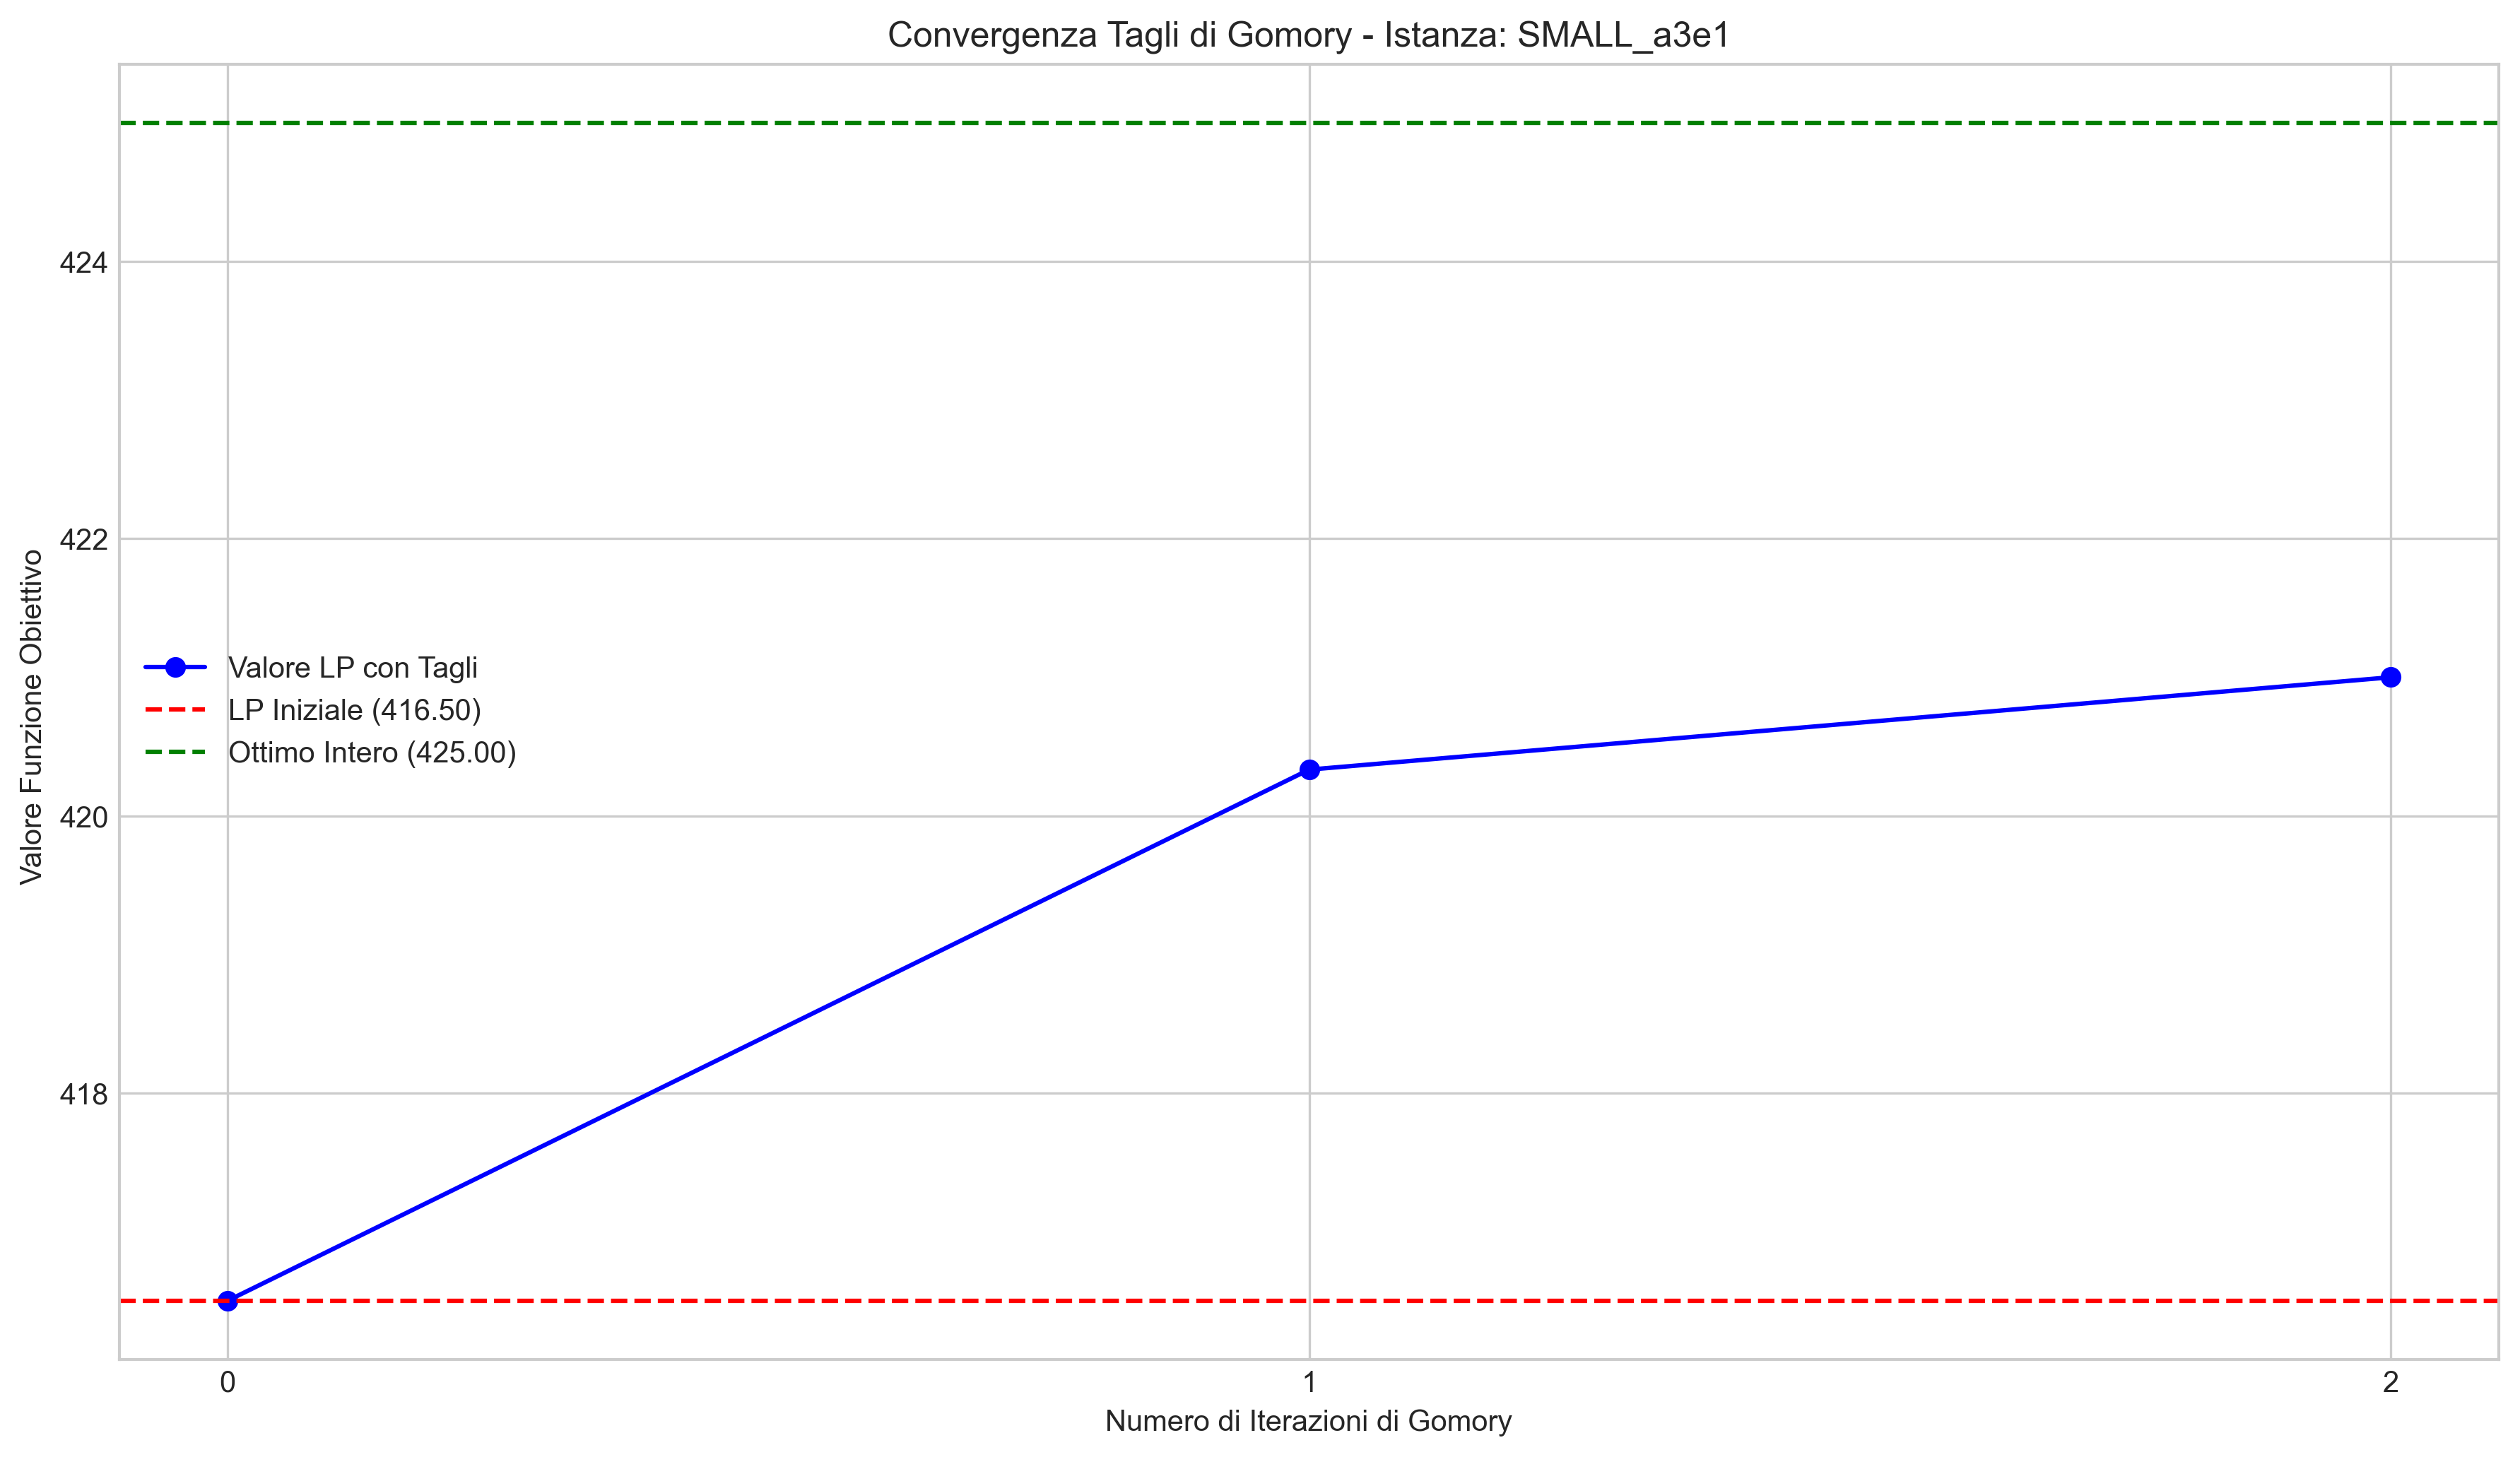 Convergenza Tagli di Gomory - Istanza: SMALL_a3e1
Valore Funzione Obiettivo
424
422
420
418
Valore LP con Tagli
LP Iniziale (416.50)
Ottimo Intero (425.00)
0
1
2
Numero di Iterazioni di Gomory